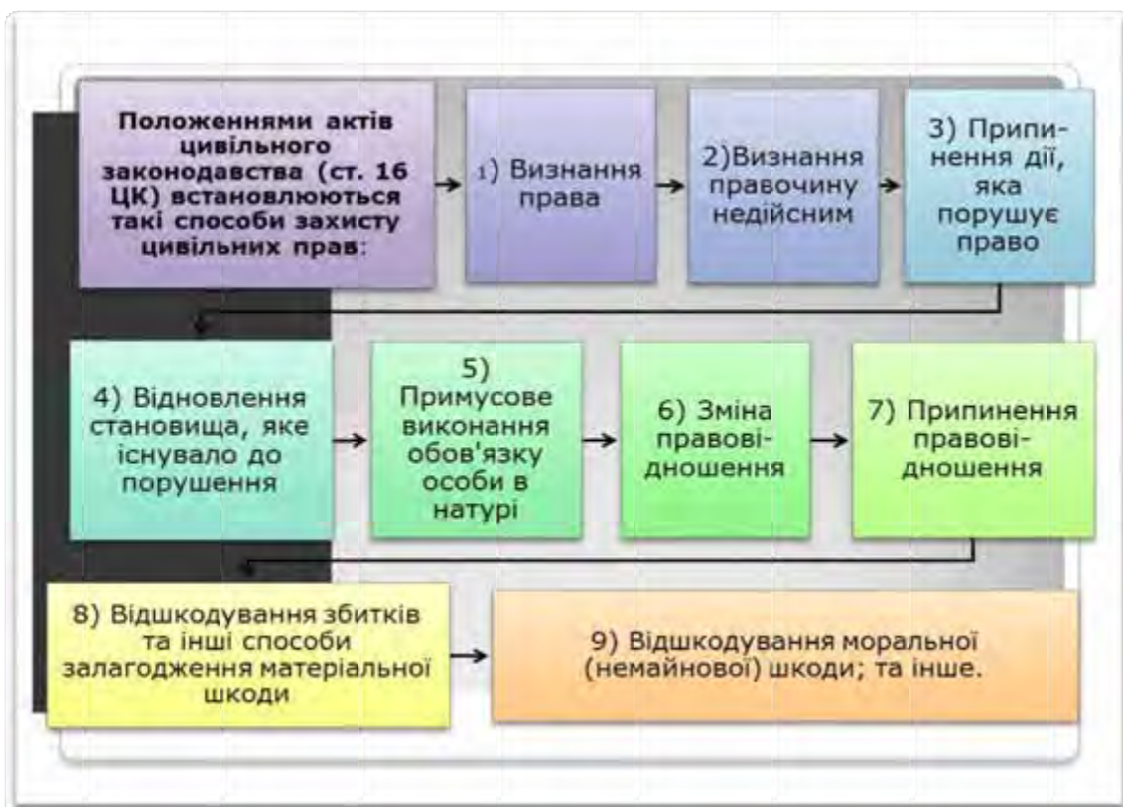 Положеннями актів
цивільного
законодавства (ст. 16
ЦК) встановлюються
такі способи захисту
цивільних прав:
1) Визнання
права
2)Визнання
правочину
недійсним
3) Припи-
нення дії,
яка
порушує
право
4) Відновлення
становища, яке
існувало до
порушення
5)
Примусове
виконання
обов'язку
особи в
натурі
6) Зміна
правові-
дношення
7) Припинення
правові-
дношення
8) Відшкодування збитків
та інші способи
залагодження матеріальної
шкоди
9) Відшкодування моральної
(немайнової) шкоди; та інше.